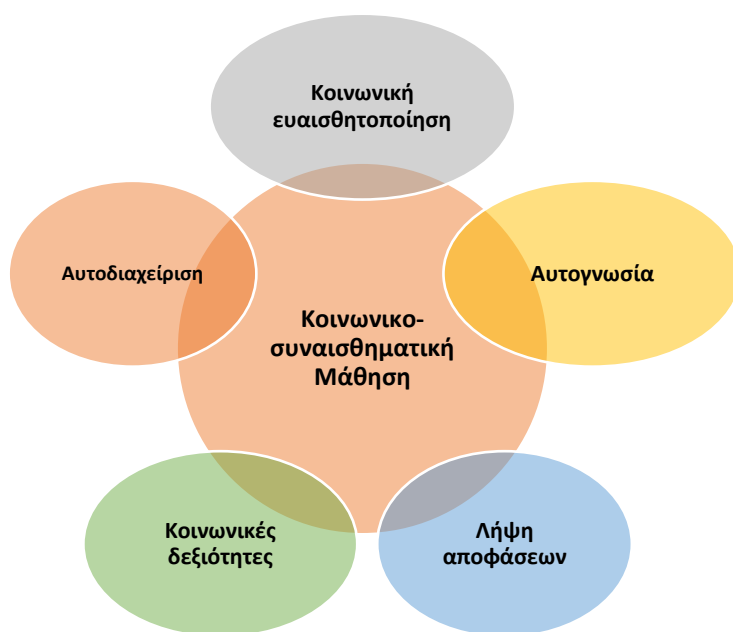 Κοινωνική
ευαισθητοποίηση
Αυτοδιαχείριση
Αυτογνωσία
Κοινωνικο-
συναισθηματική
Μάθηση
Κοινωνικές
δεξιότητες
Λήψη
αποφάσεων